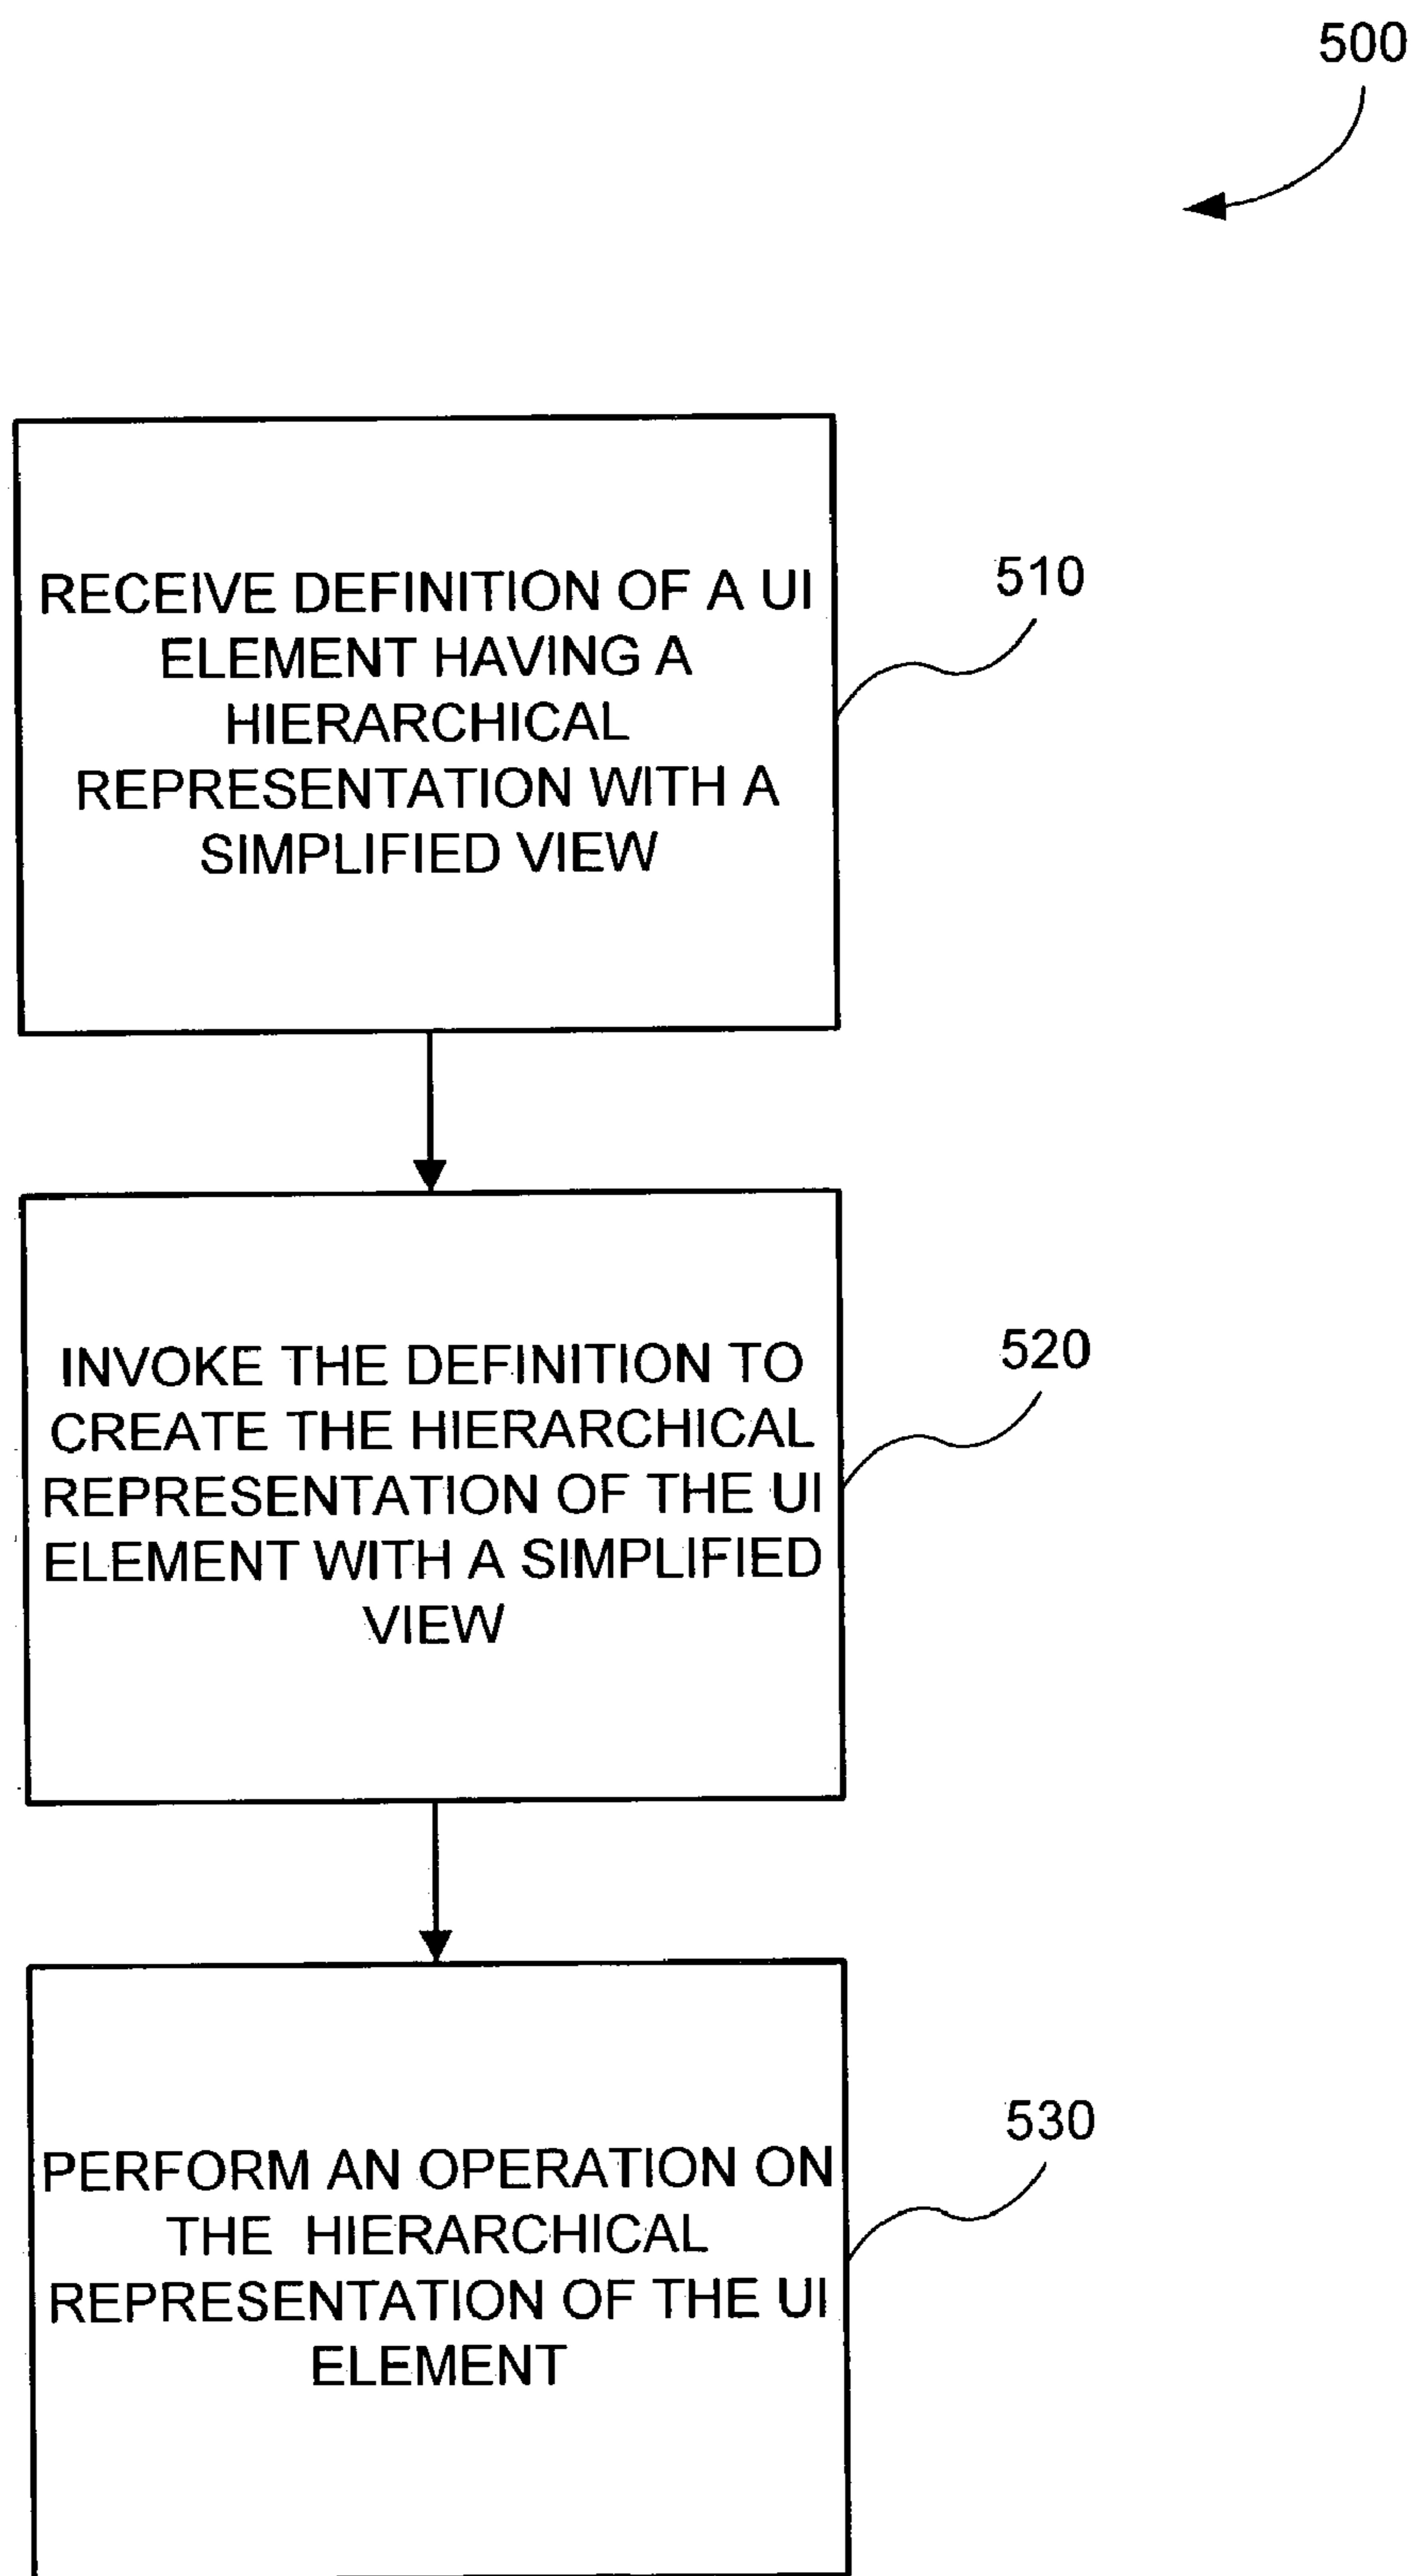 500
RECEIVE DEFINITION OF A UI
ELEMENT HAVING A
HIERARCHICAL
REPRESENTATION WITH A
SIMPLIFIED VIEW
510
INVOKE THE DEFINITION TO
CREATE THE HIERARCHICAL
REPRESENTATION OF THE UI
ELEMENT WITH A SIMPLIFIED
VIEW
520
PERFORM AN OPERATION ON
THE HIERARCHICAL
REPRESENTATION OF THE UI
ELEMENT
530